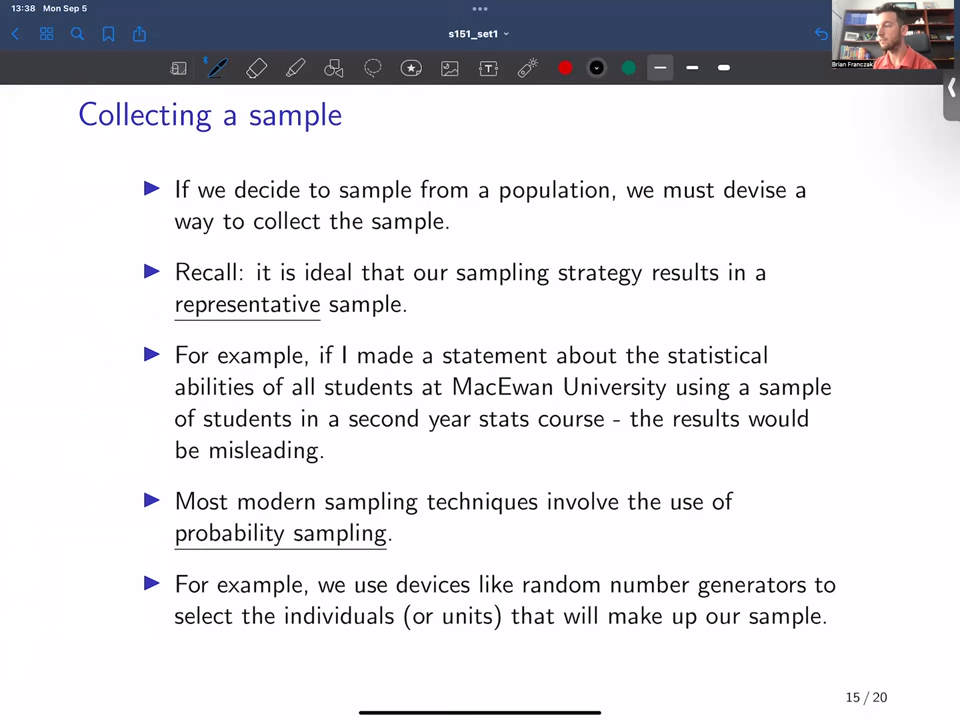 13:38 Mon Sep 5
s151_set1
Brian Franczak
Collecting a sample
If we decide to sample from a population, we must devise a
way to collect the sample.
Recall: it is ideal that our sampling strategy results in a
representative sample.
For example, if I made a statement about the statistical
abilities of all students at MacEwan University using a sample
of students in a second year stats course - the results would
be misleading.
Most modern sampling techniques involve the use of
probability sampling.
For example, we use devices like random number generators to
select the individuals (or units) that will make up our sample.
15 / 20